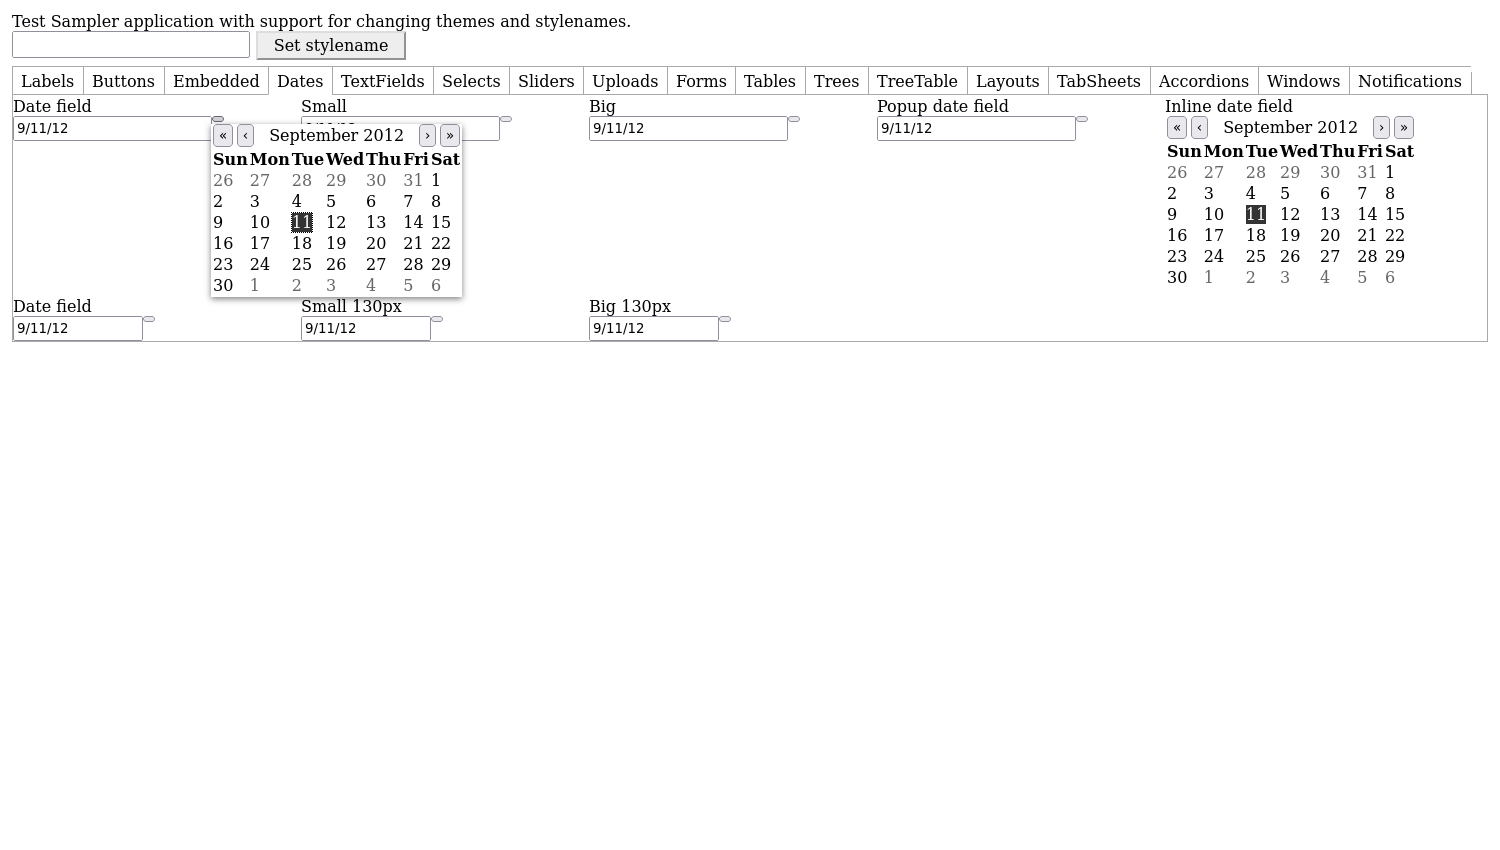 Test Sampler application with support for changing themes and stylenames.
Set stylename
Labels Buttons Embedded Dates TextFields Selects Sliders Uploads Forms Tables Trees TreeTable Layouts TabSheets Accordions Windows Notifications
Date field Small Big Popup date field Inline date field
9/11/12 9/11/12 9/11/12
« ‹ September 2012 › »
Sun Mon Tue Wed Thu Fri Sat
26 27 28 29 30 31 1
2 3 4 5 6 7 8
9 10 11 12 13 14 15
16 17 18 19 20 21 22
23 24 25 26 27 28 29
30 1 2 3 4 5 6
« ‹ September 2012 › »
Sun Mon Tue Wed Thu Fri Sat
26 27 28 29 30 31 1
2 3 4 5 6 7 8
9 10 11 12 13 14 15
16 17 18 19 20 21 22
23 24 25 26 27 28 29
30 1 2 3 4 5 6
Date field Small 130px Big 130px
9/11/12 9/11/12 9/11/12